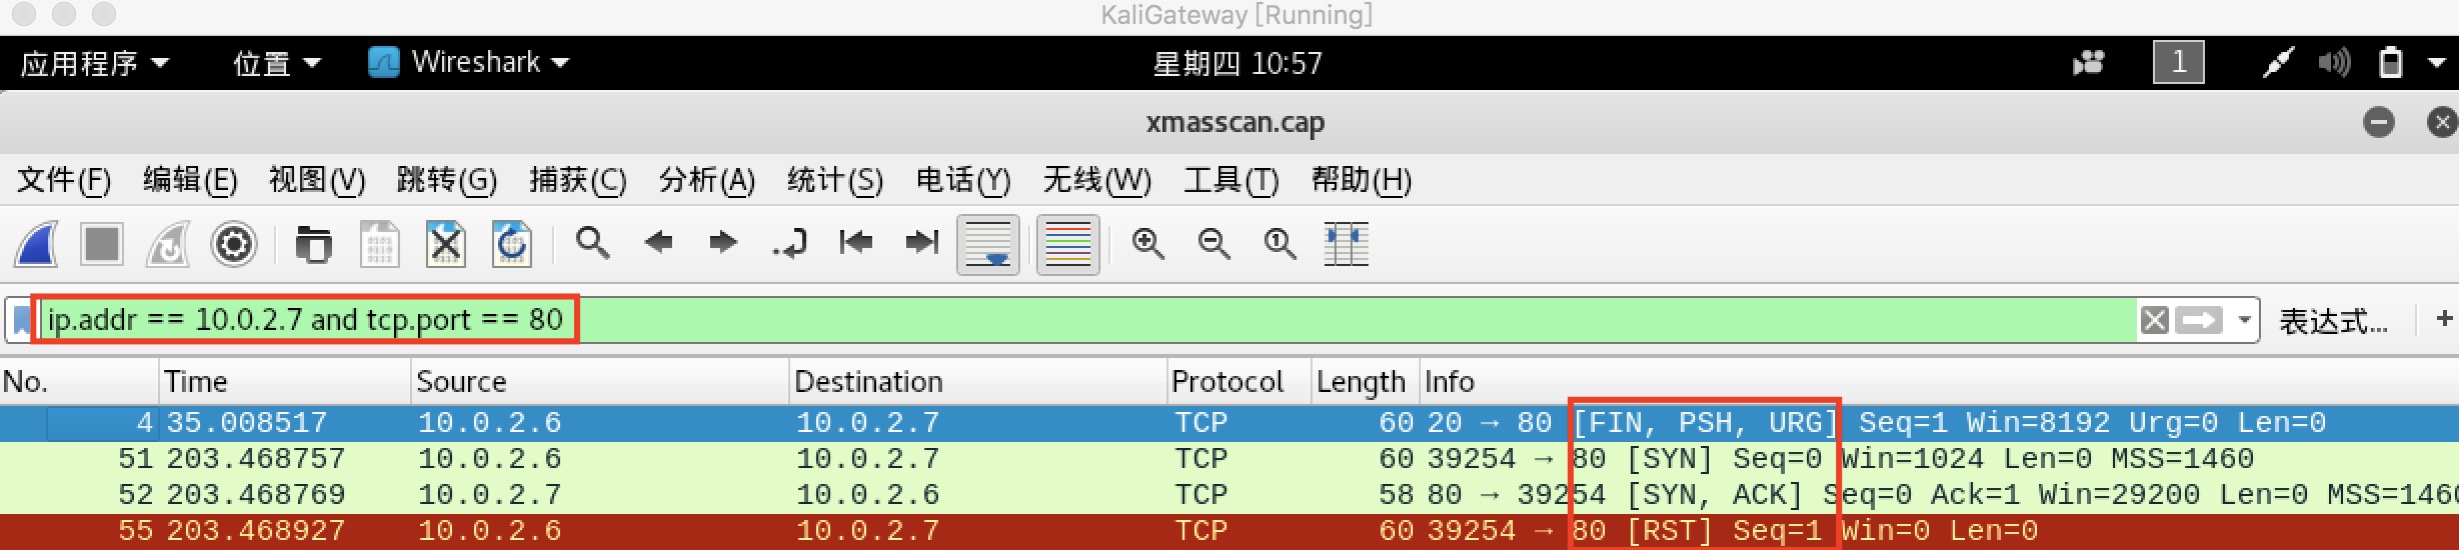 KaliGateway [Running]
应用程序 位置 Wireshark 星期四 10:57 1
xmasscan.cap
文件(F) 编辑(E) 视图(V) 跳转(G) 捕获(C) 分析(A) 统计(S) 电话(Y) 无线(W) 工具(T) 帮助(H)
ip.addr == 10.0.2.7 and tcp.port == 80 表达式... +
No. Time Source Destination Protocol Length Info
4 35.008517 10.0.2.6 10.0.2.7 TCP 60 20 → 80 [FIN, PSH, URG] Seq=1 Win=8192 Urg=0 Len=0
51 203.468757 10.0.2.6 10.0.2.7 TCP 60 39254 → 80 [SYN] Seq=0 Win=1024 Len=0 MSS=1460
52 203.468769 10.0.2.7 10.0.2.6 TCP 58 80 → 39254 [SYN, ACK] Seq=0 Ack=1 Win=29200 Len=0 MSS=1460
55 203.468927 10.0.2.6 10.0.2.7 TCP 60 39254 → 80 [RST] Seq=1 Win=0 Len=0